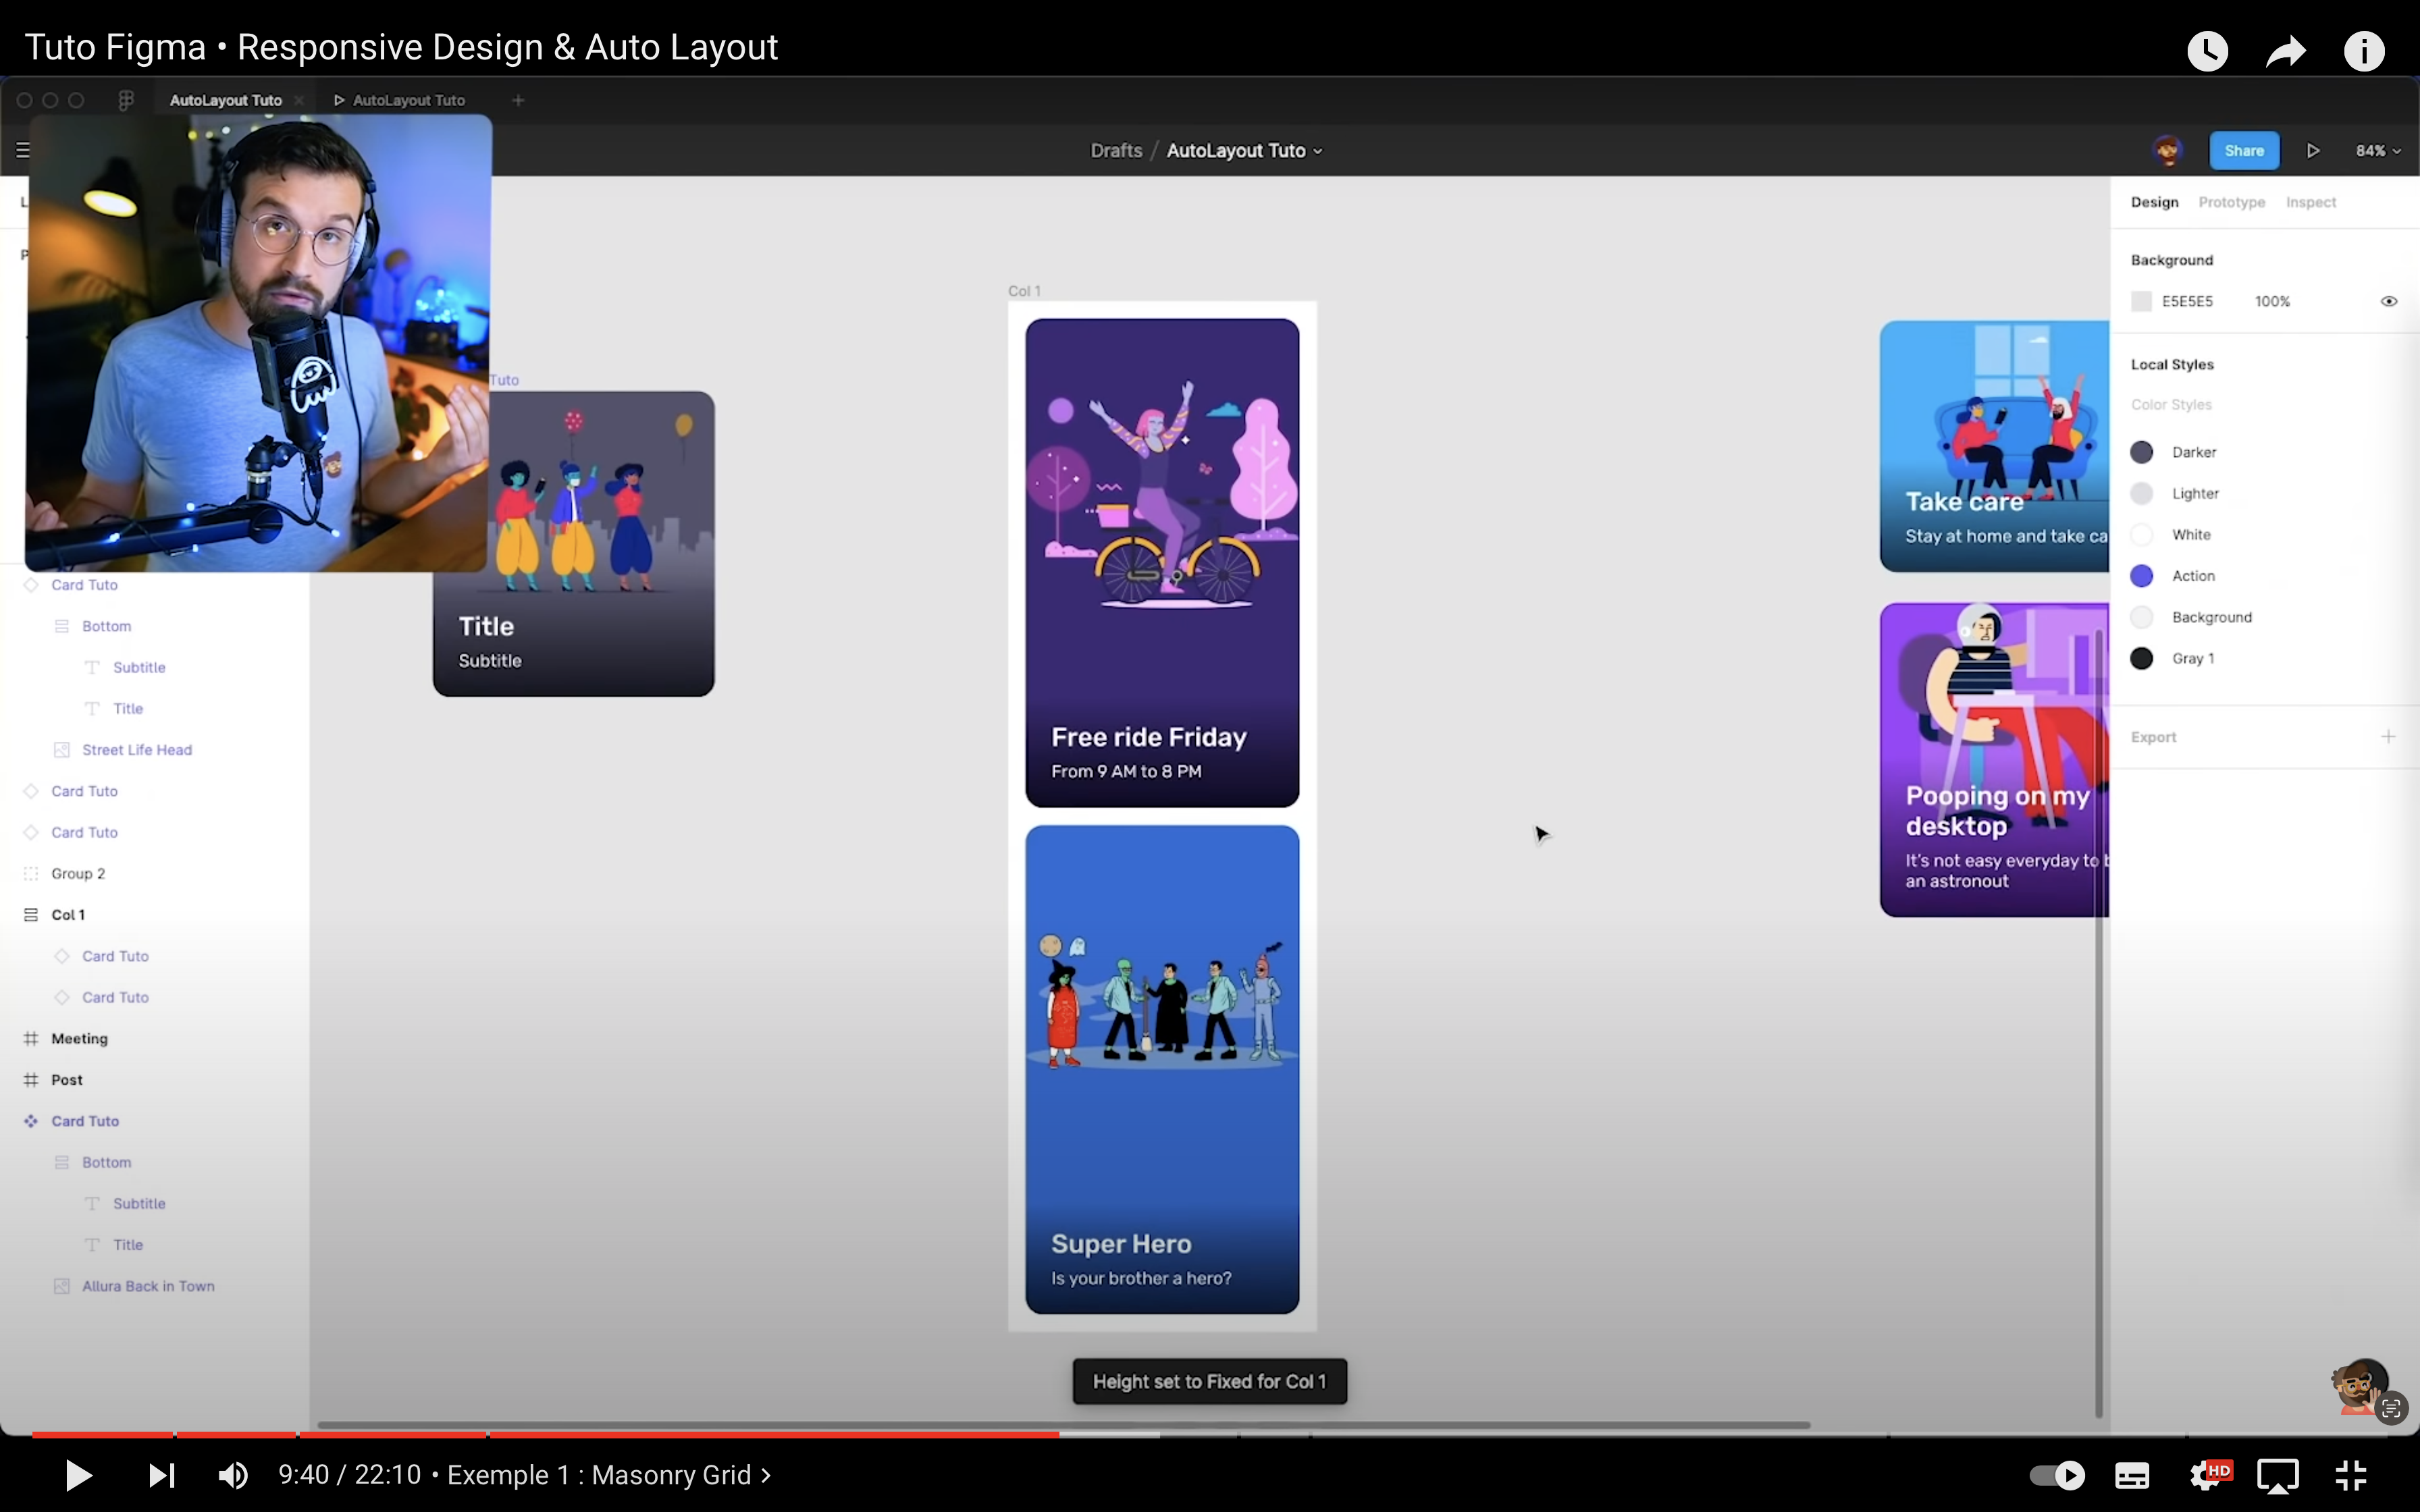 Tuto Figma • Responsive Design & Auto Layout
AutoLayout Tuto
AutoLayout Tuto
Drafts / AutoLayout Tuto
Share
84%
Design Prototype Inspect
Background
E5E5E5 100%
Local Styles
Color Styles
Darker
Lighter
White
Action
Background
Gray 1
Export
Card Tuto
Bottom
Subtitle
Title
Street Life Head
Card Tuto
Card Tuto
Group 2
Col 1
Card Tuto
Card Tuto
Meeting
Post
Card Tuto
Bottom
Subtitle
Title
Allura Back in Town
Tuto
Title
Subtitle
Col 1
Free ride Friday
From 9 AM to 8 PM
Super Hero
Is your brother a hero?
Take care
Stay at home and take ca
Pooping on my
desktop
It's not easy everyday to b
an astronout
Height set to Fixed for Col 1
9:40 / 22:10 • Exemple 1 : Masonry Grid
HD